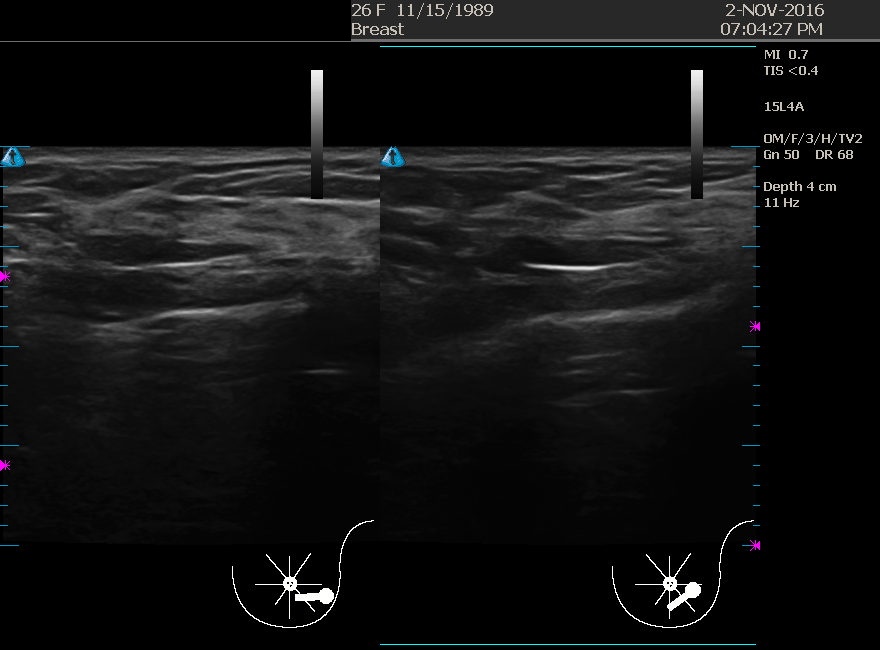 26 F 11/15/1989
2-NOV-2016
Breast
07:04:27 PM
MI 0.7
TIS <0.4
15L4A
OM/F/3/H/TV2
Gn 50 DR 68
Depth 4 cm
11 Hz